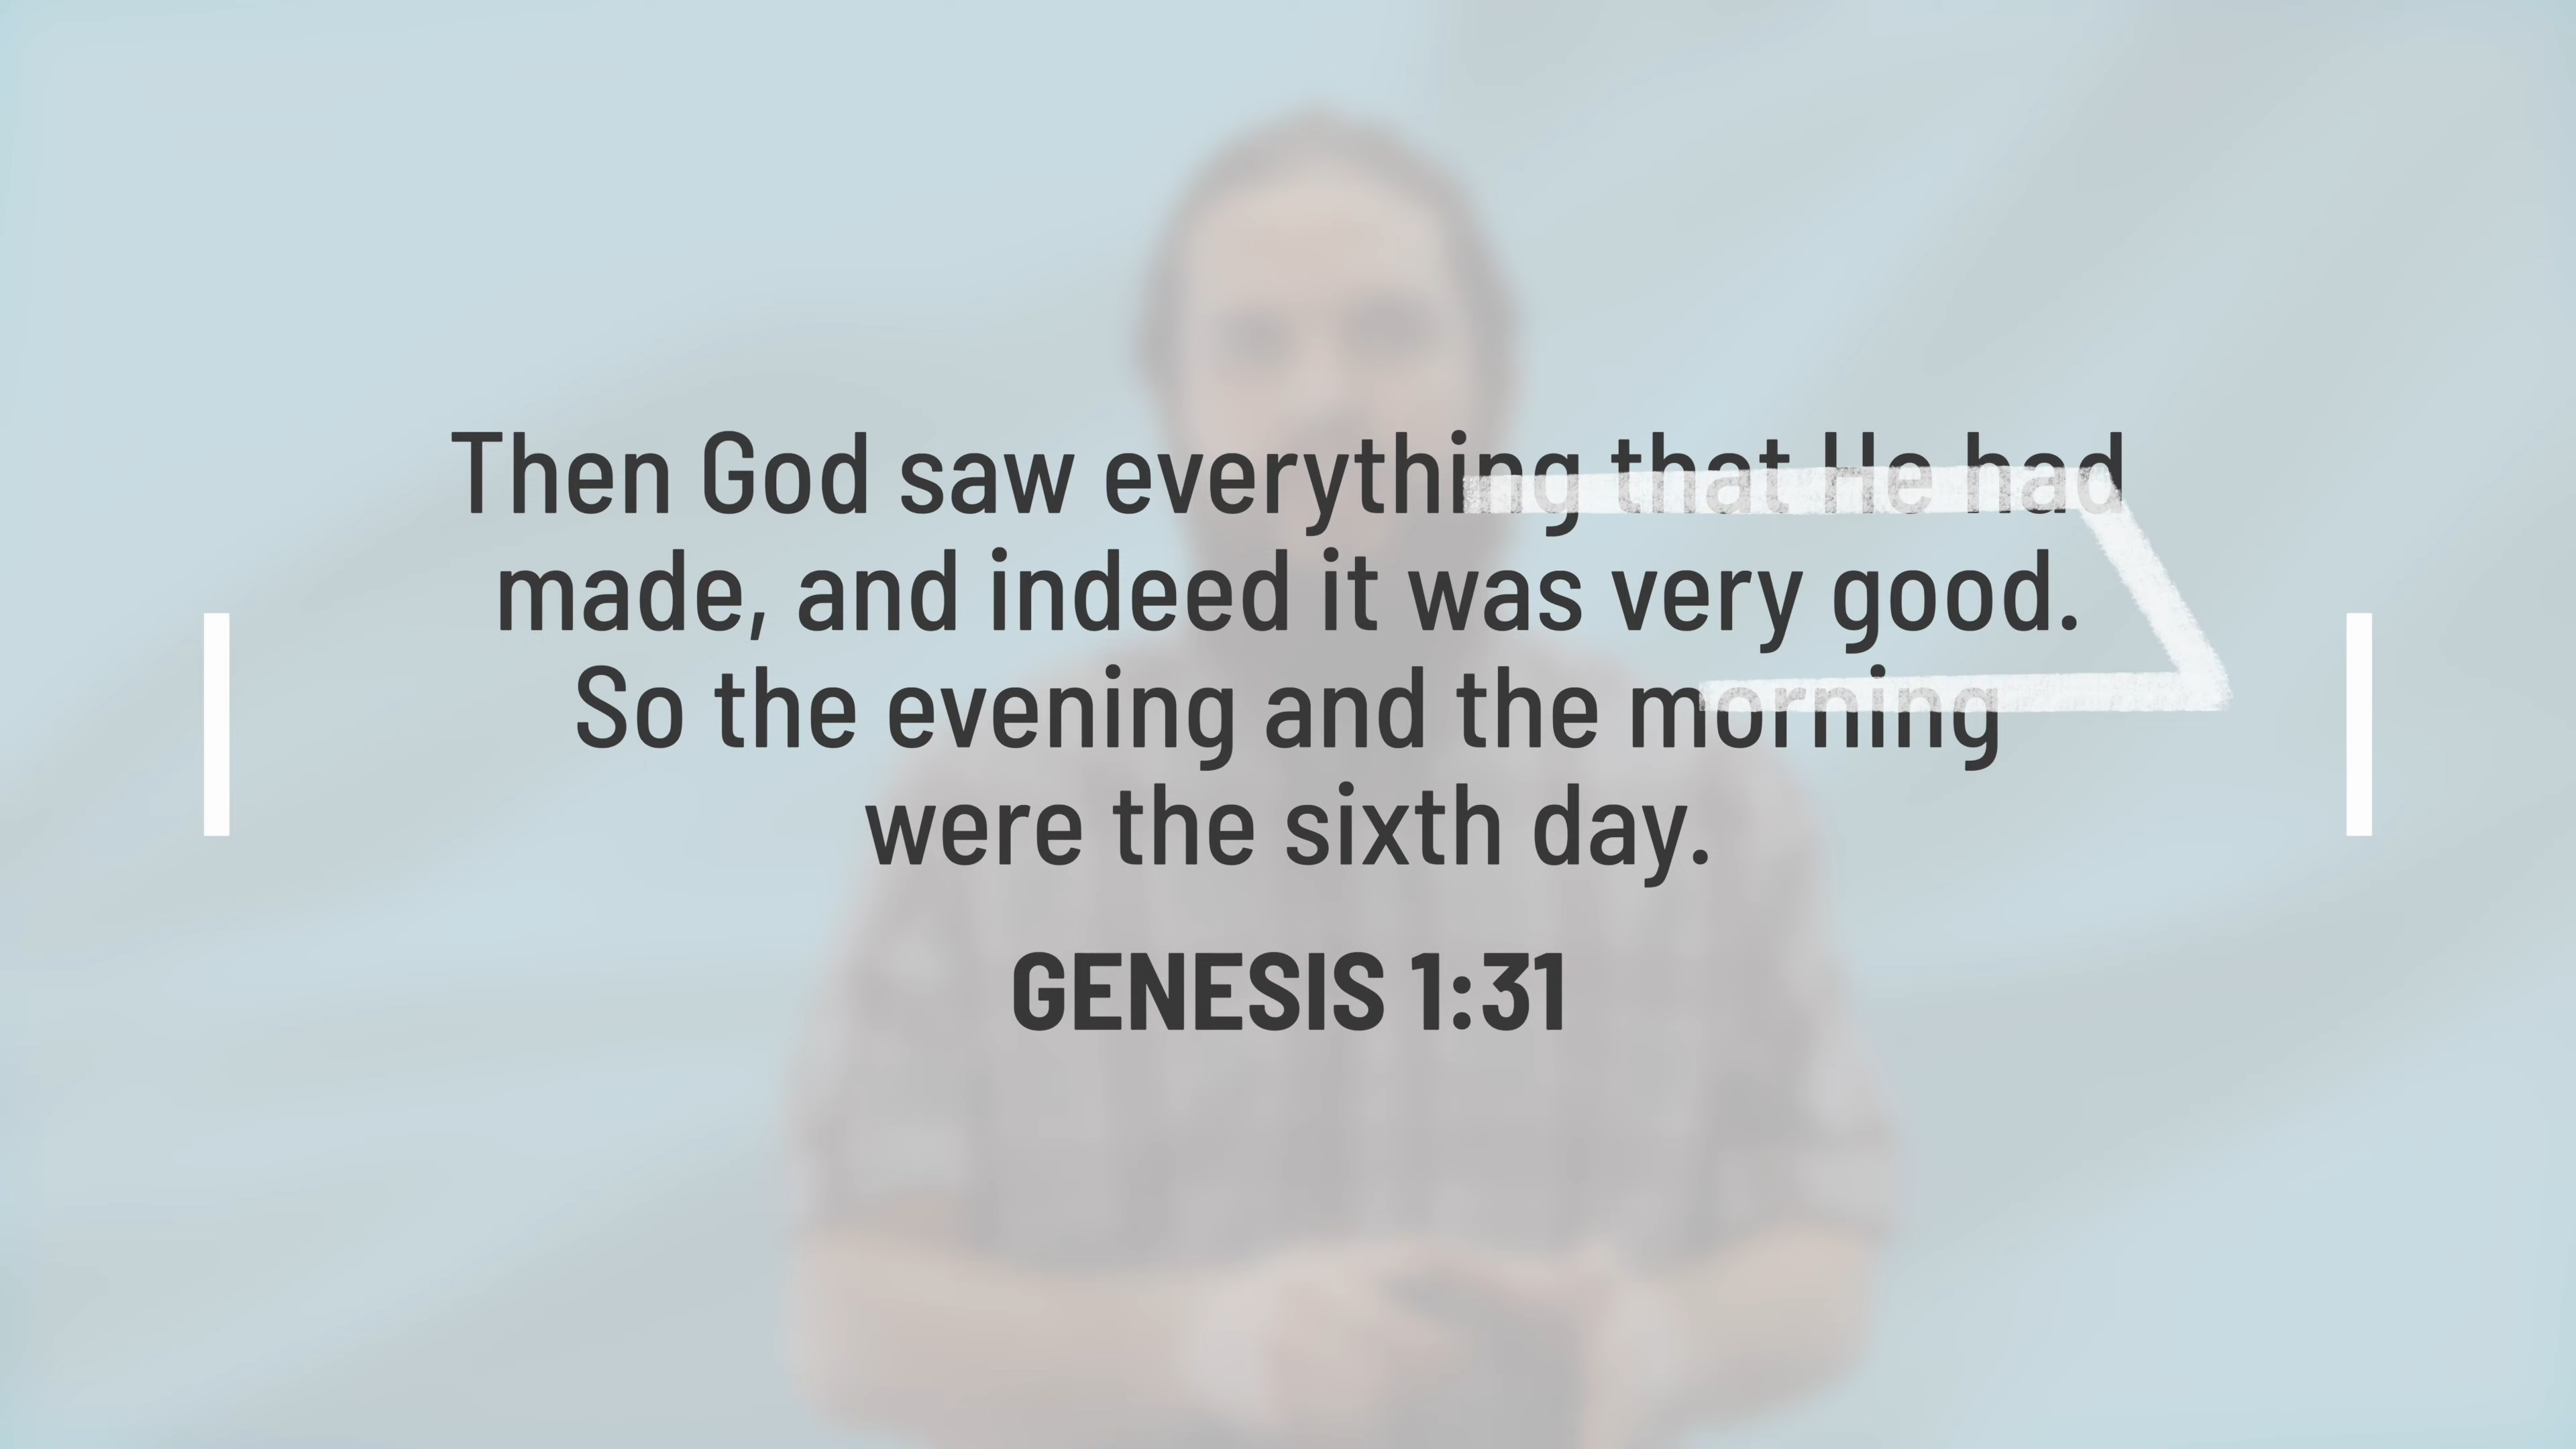 Then God saw everything that He had
made, and indeed it was very good.
So the evening and the morning
were the sixth day.
GENESIS 1:31